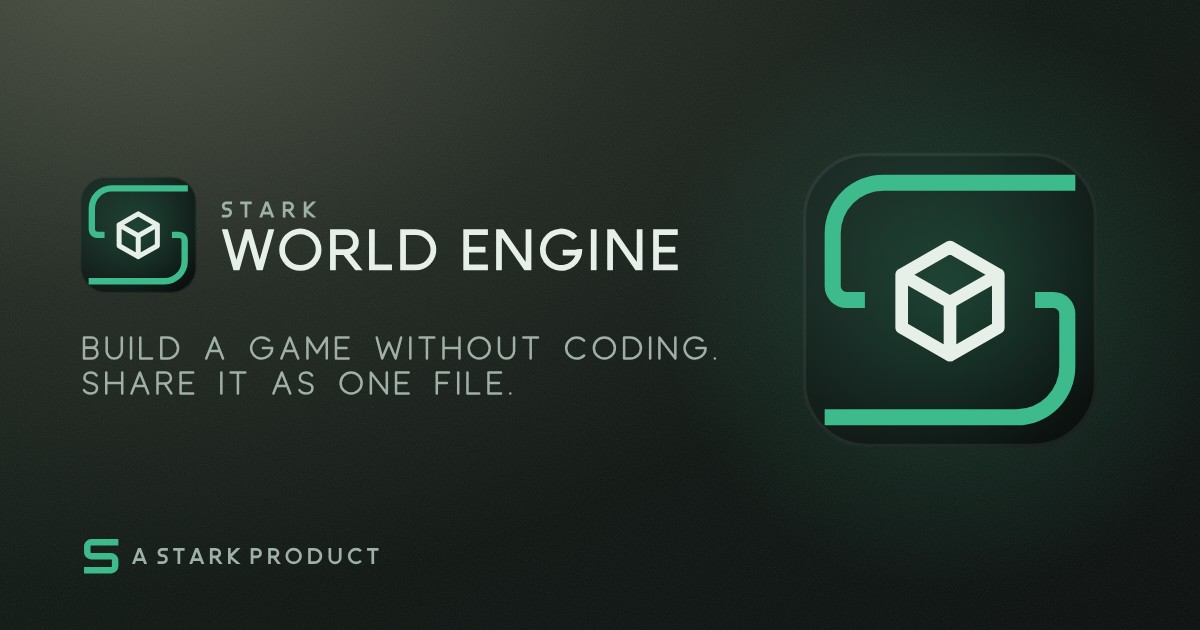 STARK
WORLD ENGINE
BUILD A GAME WITHOUT CODING.
SHARE IT AS ONE FILE.
A STARK PRODUCT